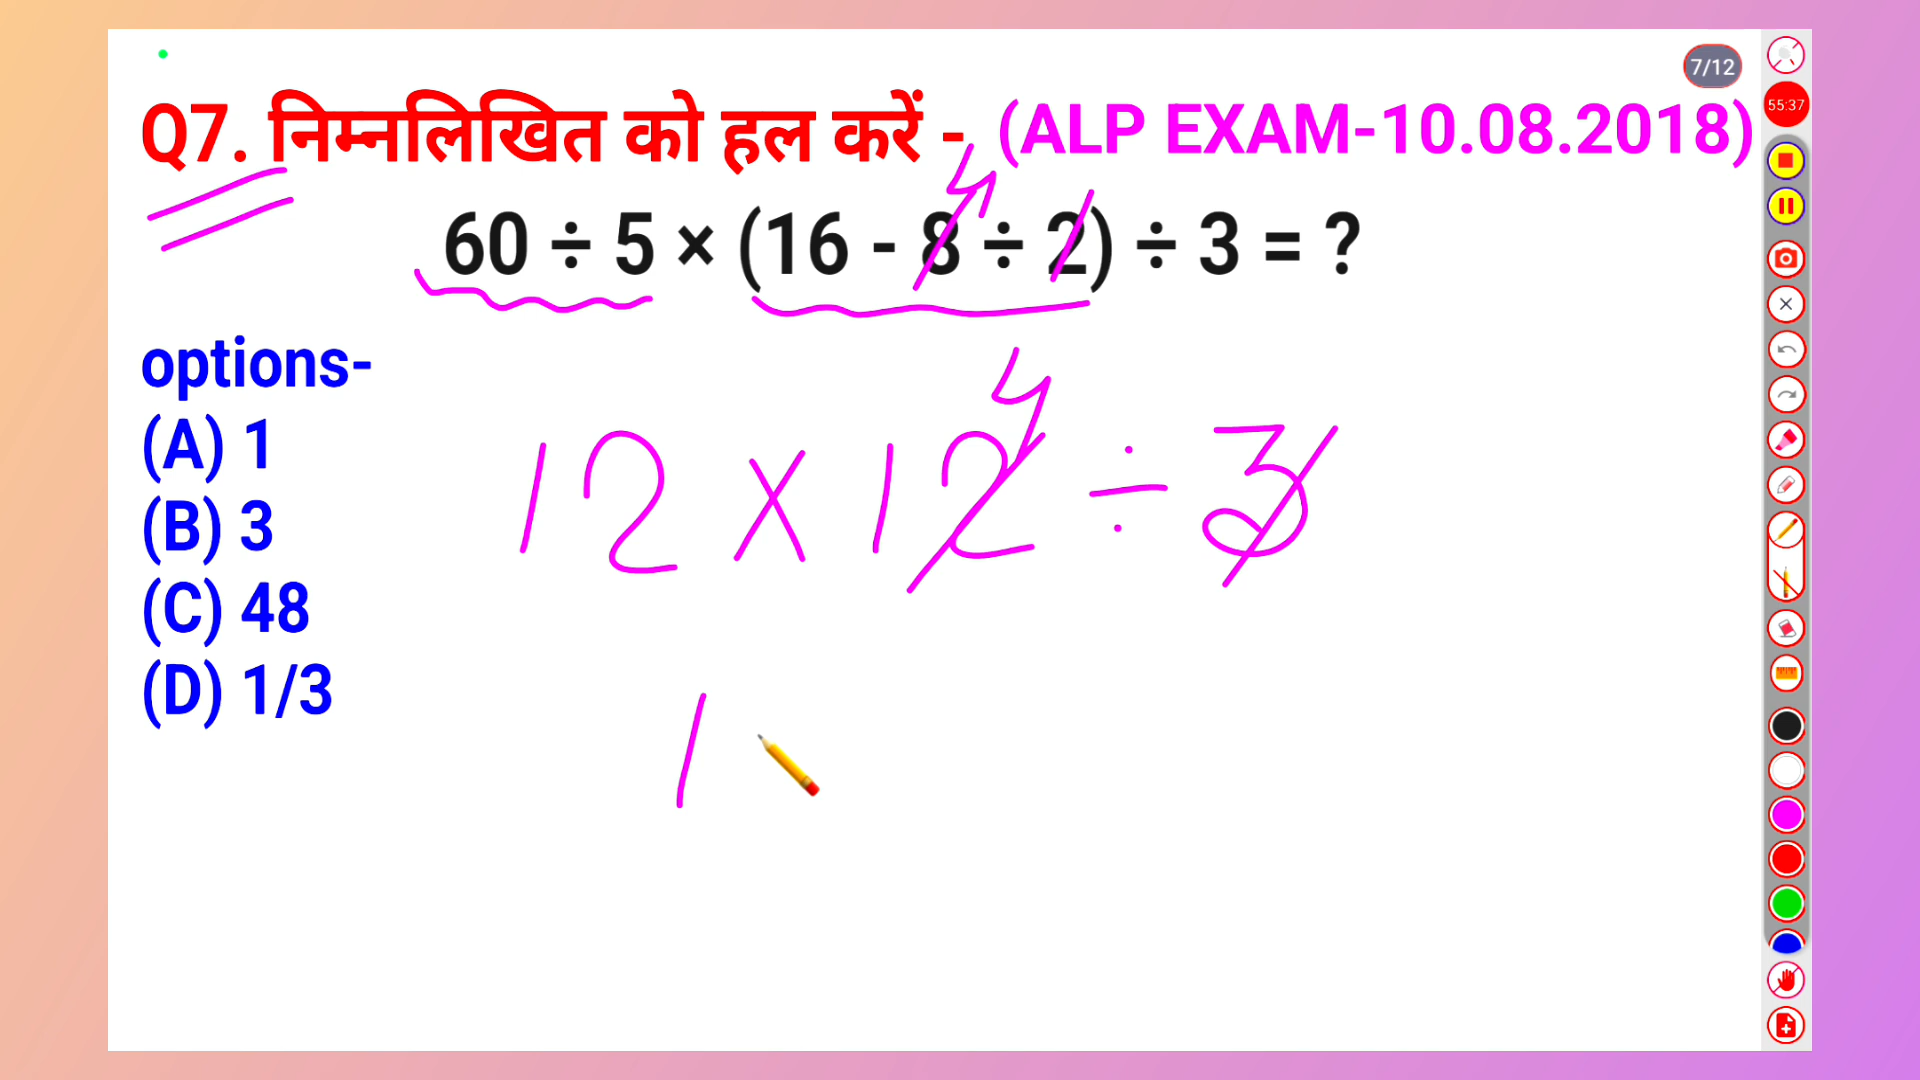 7/12
55:37
Q7. निम्नलिखित को हल करें - (ALP EXAM-10.08.2018)
4
60 ÷ 5 × (16 - 8 ÷ 2) ÷ 3 = ?
options-
(A) 1
(B) 3
(C) 48
(D) 1/3
4
12 × 12 ÷ 3
1